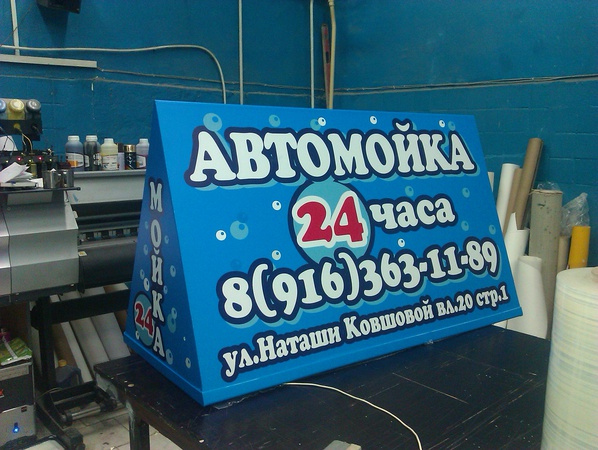 АВТОМОЙКА
24 часа
8(916)363-11-89
ул.Наташи Ковшовой вл.20 стр.1
МОЙКА
24